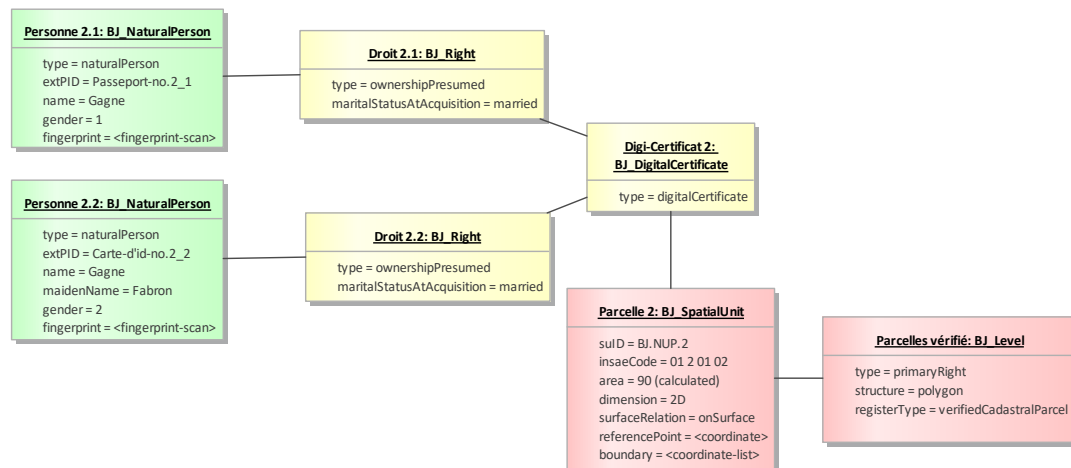 Personne 2.1: BJ_NaturalPerson
type = naturalPerson
extPID = Passeport-no.2_1
name = Gagne
gender = 1
fingerprint = <fingerprint-scan>
Droit 2.1: BJ_Right
type = ownershipPresumed
maritalStatusAtAcquisition = married
Digi-Certificat 2:
BJ_DigitalCertificate
type = digitalCertificate
Personne 2.2: BJ_NaturalPerson
type = naturalPerson
extPID = Carte-d'id-no.2_2
name = Gagne
maidenName = Fabron
gender = 2
fingerprint = <fingerprint-scan>
Droit 2.2: BJ_Right
type = ownershipPresumed
maritalStatusAtAcquisition = married
Parcelle 2: BJ_SpatialUnit
suID = BJ.NUP.2
insaeCode = 01 2 01 02
area = 90 (calculated)
dimension = 2D
surfaceRelation = onSurface
referencePoint = <coordinate>
boundary = <coordinate-list>
Parcelles vérifié: BJ_Level
type = primaryRight
structure = polygon
registerType = verifiedCadastralParcel